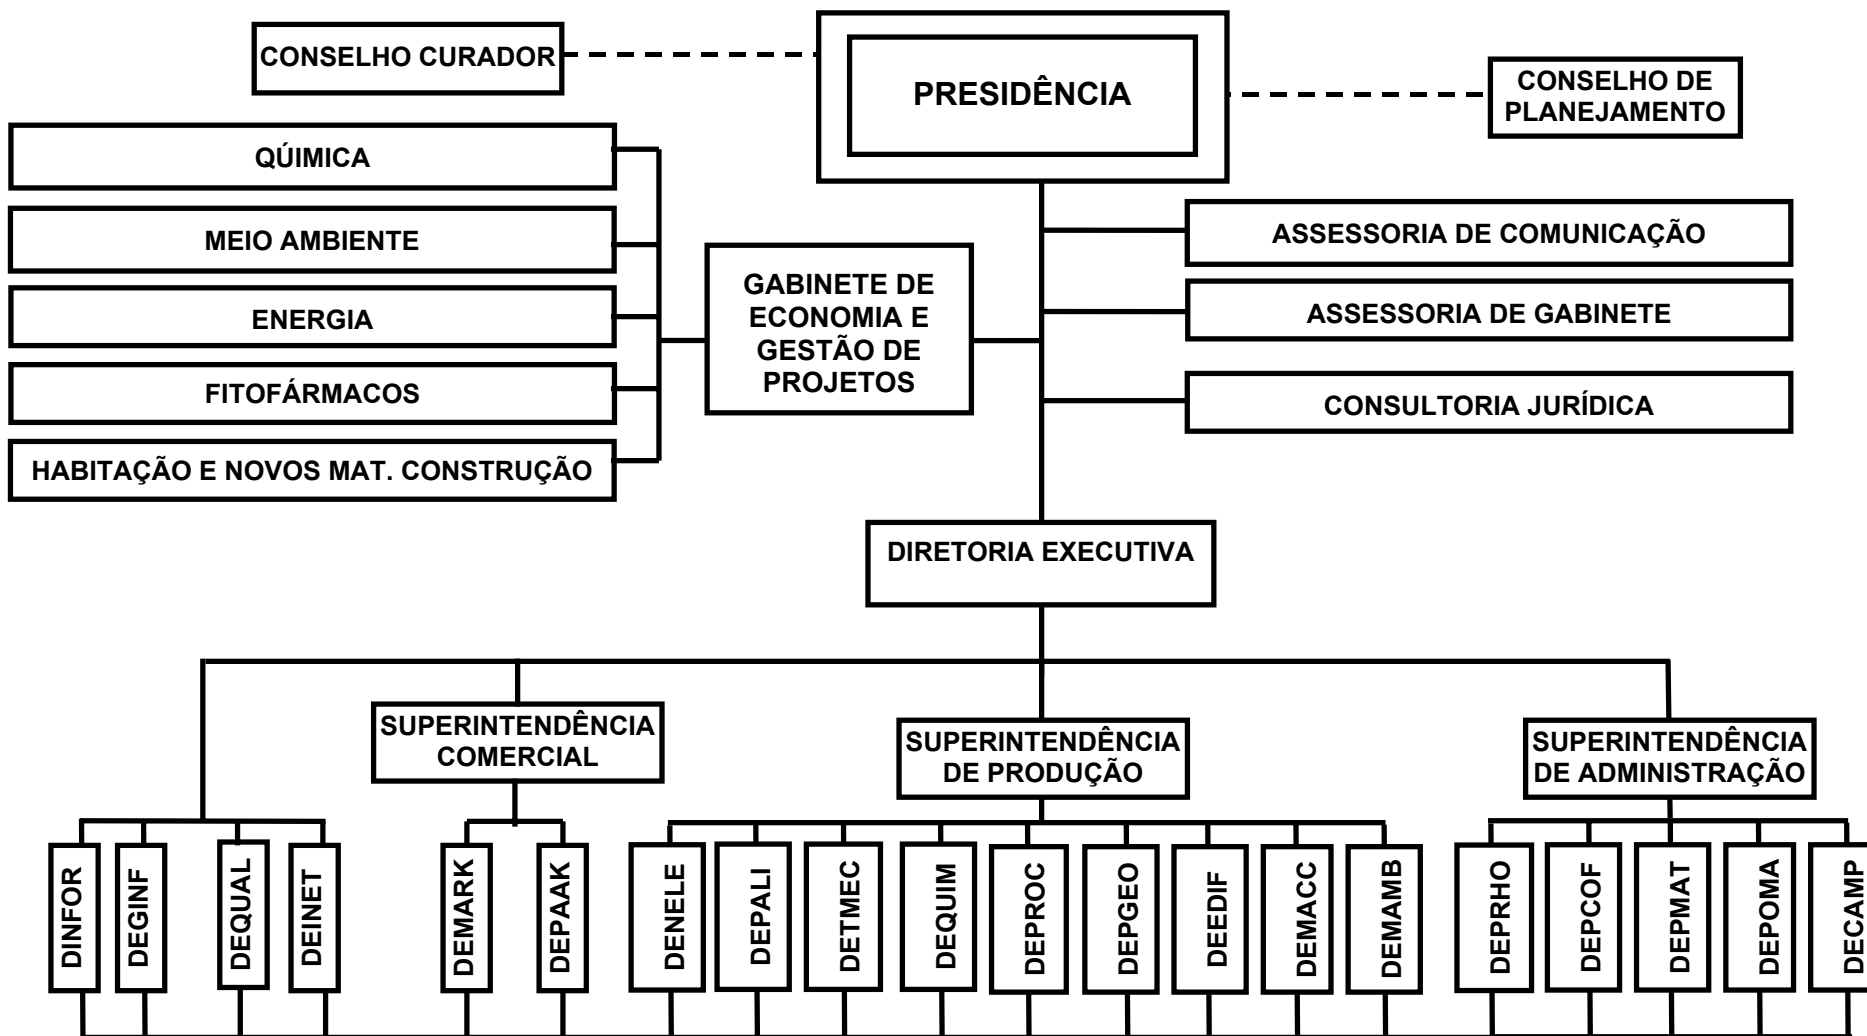 CONSELHO CURADOR
PRESIDÊNCIA
CONSELHO DE
PLANEJAMENTO
QÚIMICA
MEIO AMBIENTE
ENERGIA
FITOFÁRMACOS
HABITAÇÃO E NOVOS MAT. CONSTRUÇÃO
GABINETE DE
ECONOMIA E
GESTÃO DE
PROJETOS
ASSESSORIA DE COMUNICAÇÃO
ASSESSORIA DE GABINETE
CONSULTORIA JURÍDICA
DIRETORIA EXECUTIVA
SUPERINTENDÊNCIA
COMERCIAL
SUPERINTENDÊNCIA
DE PRODUÇÃO
SUPERINTENDÊNCIA
DE ADMINISTRAÇÃO
DINFOR
DEGINF
DEQUAL
DEINET
DEMARK
DEPAAK
DENELE
DEPALI
DETMEC
DEQUIM
DEPROC
DEPGEO
DEEDIF
DEMACC
DEMAMB
DEPRHO
DEPCOF
DEPMAT
DEPOMA
DECAMP